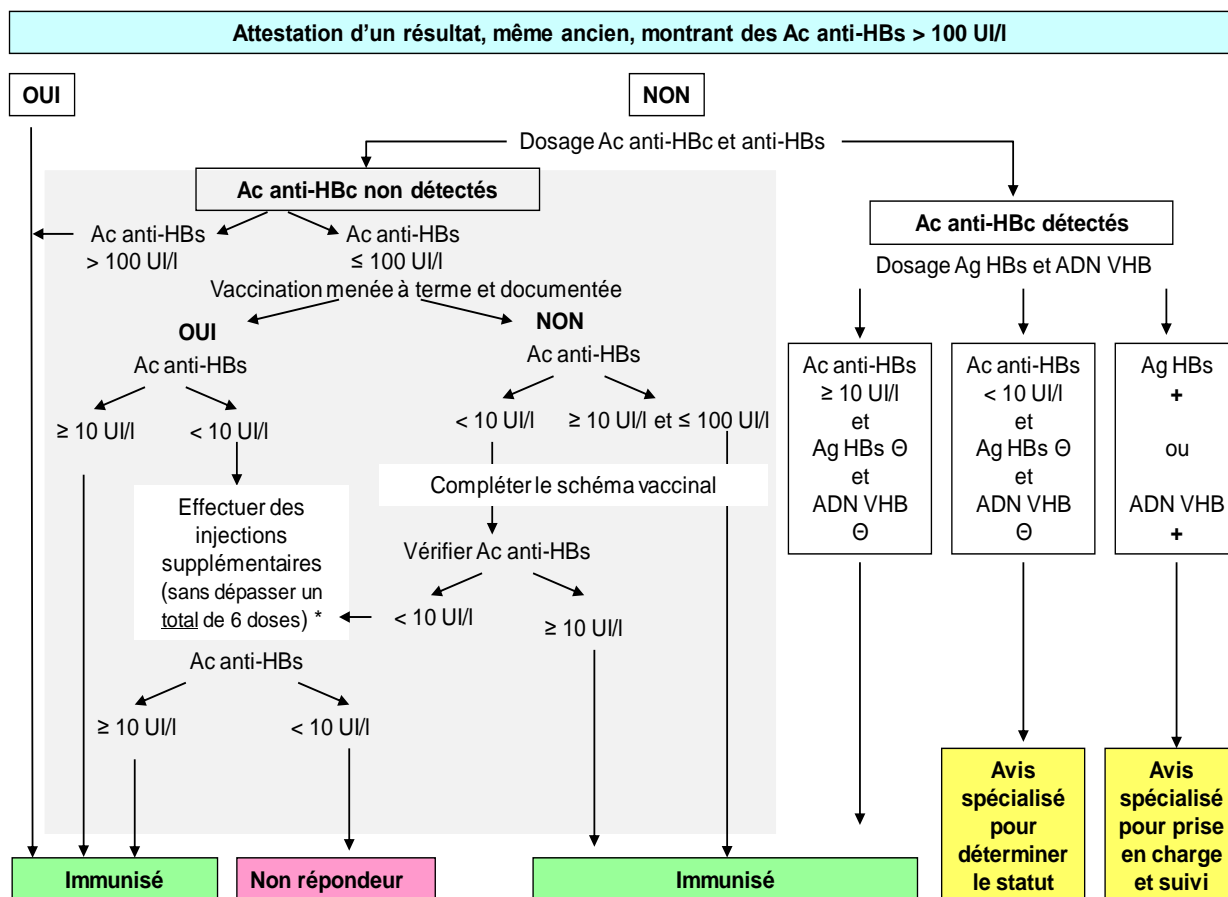 Attestation d'un résultat, même ancien, montrant des Ac anti-HBs > 100 UI/l
OUI
NON
Dosage Ac anti-HBc et anti-HBs
Ac anti-HBc non détectés
Ac anti-HBs
> 100 UI/l
Ac anti-HBs
≤ 100 UI/l
Vaccination menée à terme et documentée
OUI
Ac anti-HBs
≥ 10 UI/l
< 10 UI/l
Effectuer des
injections
supplémentaires
(sans dépasser un
total de 6 doses) *
NON
Ac anti-HBs
< 10 UI/l
≥ 10 UI/l et ≤ 100 UI/l
Compléter le schéma vaccinal
Vérifier Ac anti-HBs
< 10 UI/l
≥ 10 UI/l
Ac anti-HBs
≥ 10 UI/l
< 10 UI/l
Ac anti-HBc détectés
Dosage Ag HBs et ADN VHB
Ac anti-HBs
≥ 10 UI/l
et
Ag HBs Θ
et
ADN VHB
Θ
Ac anti-HBs
< 10 UI/l
et
Ag HBs Θ
et
ADN VHB
Θ
Ag HBs
+
ou
ADN VHB
+
Immunisé
Non répondeur
Immunisé
Avis
spécialisé
pour
déterminer
le statut
Avis
spécialisé
pour prise
en charge
et suivi